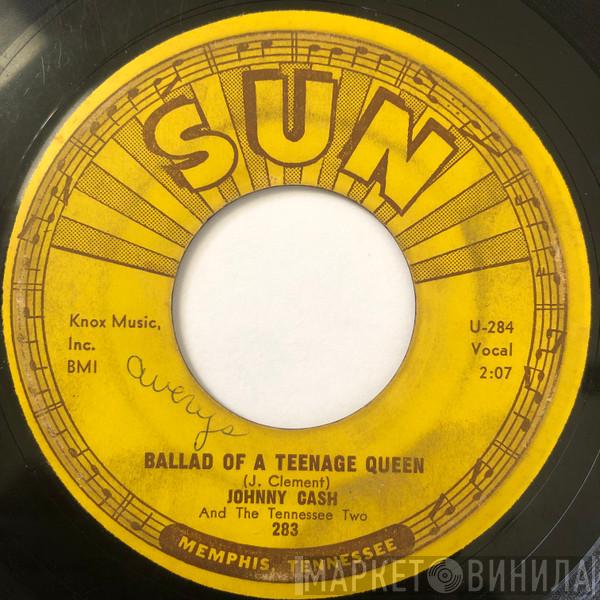 SUN
Knox Music,
Inc.
BMI
U-284
Vocal
2:07
averys
BALLAD OF A TEENAGE QUEEN
(J. Clement)
JOHNNY CASH
And The Tennessee Two
283
MEMPHIS, TENNESSEE
МАРКЕТ ВИНИЛА